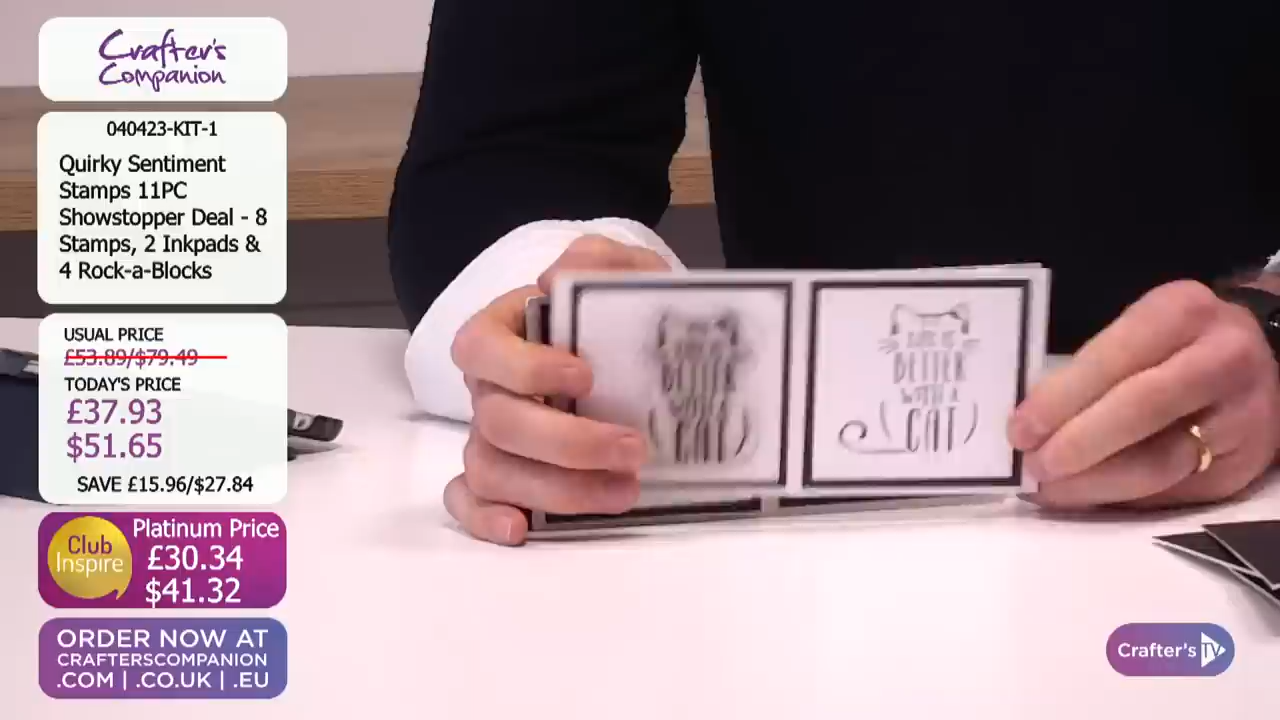 Crafter's
Companion
040423-KIT-1
Quirky Sentiment
Stamps 11PC
Showstopper Deal - 8
Stamps, 2 Inkpads &
4 Rock-a-Blocks
USUAL PRICE
£53.89/$79.49
TODAY'S PRICE
£37.93
$51.65
SAVE £15.96/$27.84
Club
Inspire
Platinum Price
£30.34
$41.32
ORDER NOW AT
CRAFTERSCOMPANION
.COM | .CO.UK | .EU
BETTER
CAT
BETTER
WITH A
CAT
Crafter's TV